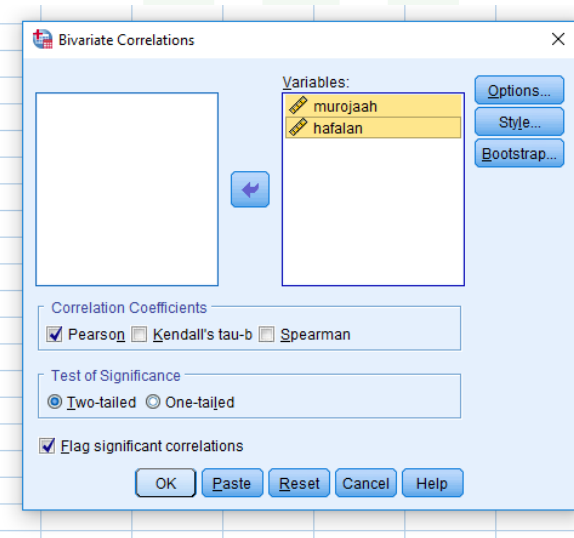 Bivariate Correlations
Variables:
murojaah
hafalan
Options...
Style...
Bootstrap...
Correlation Coefficients
Pearson Kendall's tau-b Spearman
Test of Significance
Two-tailed One-tailed
Flag significant correlations
OK Paste Reset Cancel Help